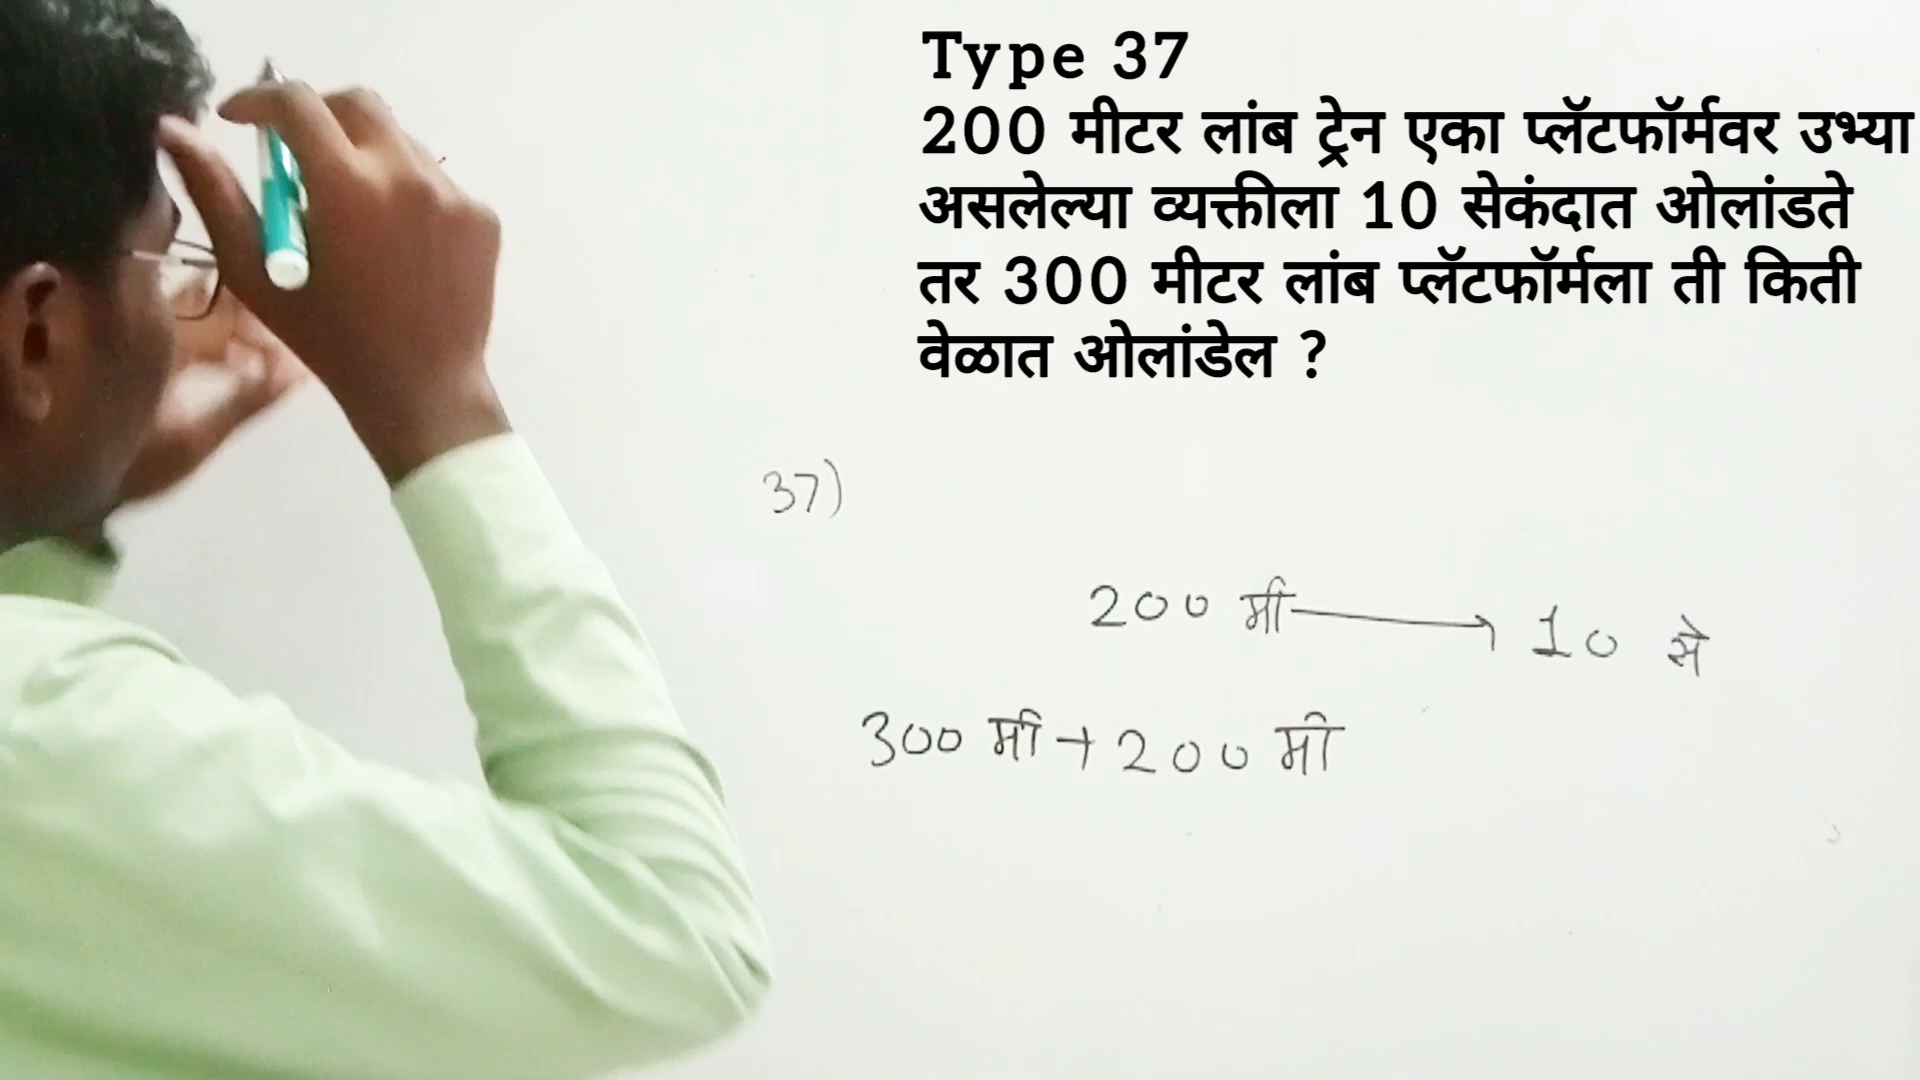 Type 37
200 मीटर लांब ट्रेन एका प्लॅटफॉर्मवर उभ्या
असलेल्या व्यक्तीला 10 सेकंदात ओलांडते
तर 300 मीटर लांब प्लॅटफॉर्मला ती किती
वेळात ओलांडेल ?
37)
200 मी → 10 से
300 मी + 200 मी